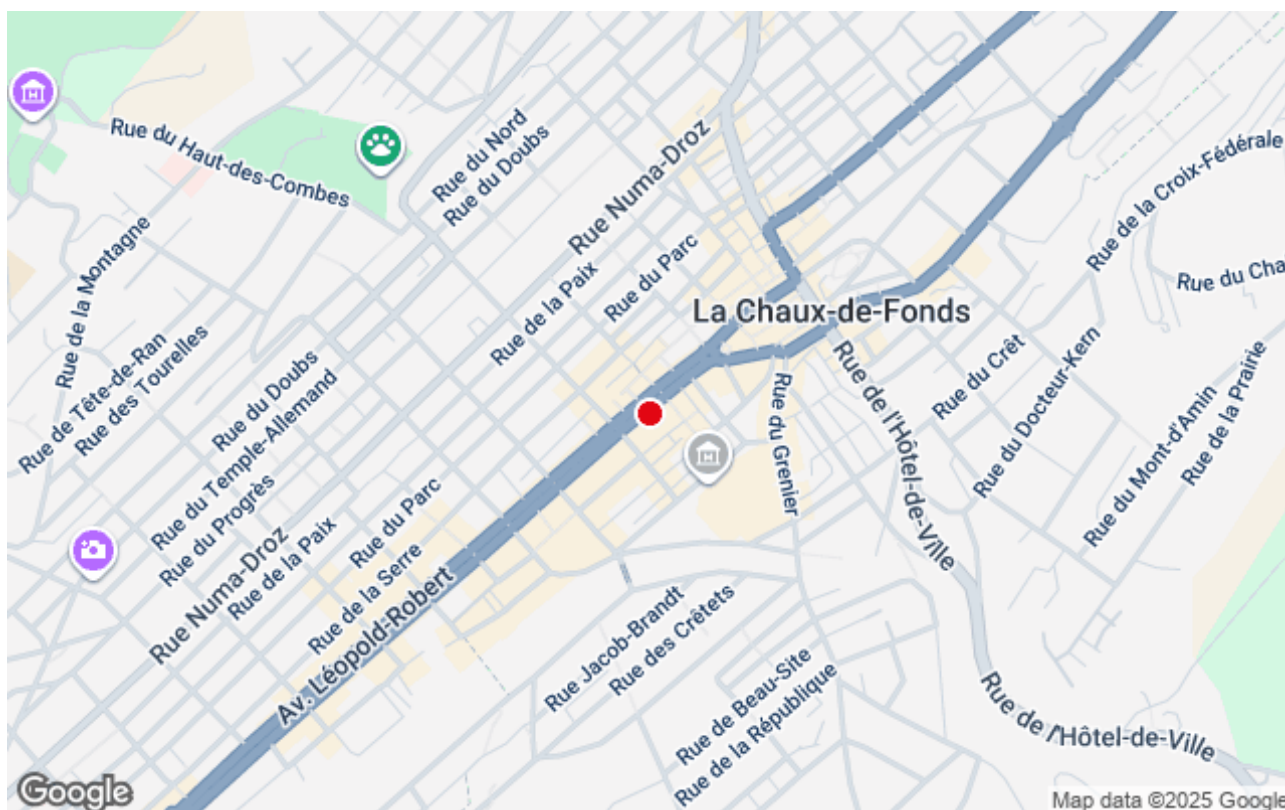 Rue du Haut-des-Combes
Rue du Nord
Rue du Doubs
Rue Numa-Droz
Rue de la Croix-Fédérale
Rue de la Montagne
Rue du Parc
Rue de la Paix
Rue du Cha
La Chaux-de-Fonds
Rue de Tête-de-Ran
Rue des Tourelles
Rue du Doubs
Rue du Temple-Allemand
Rue du Progrès
Rue Numa-Droz
Rue de la Paix
Rue du Parc
Rue de la Serre
Av. Léopold-Robert
Rue du Grenier
Rue de l'Hôtel-de-Ville
Rue du Crêt
Rue du Docteur-Kern
Rue du Mont-d'Amin
Rue de la Prairie
Rue Jacob-Brandt
Rue des Crêtets
Rue de Beau-Site
Rue de la République
Rue de l'Hôtel-de-Ville
Google
Map data ©2025 Google